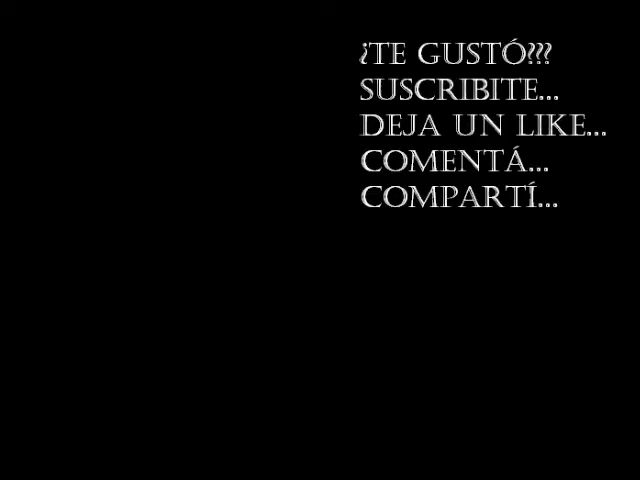 ¿TE GUSTÓ???
SUSCRIBITE...
DEJA UN LIKE...
COMENTÁ...
COMPARTÍ...